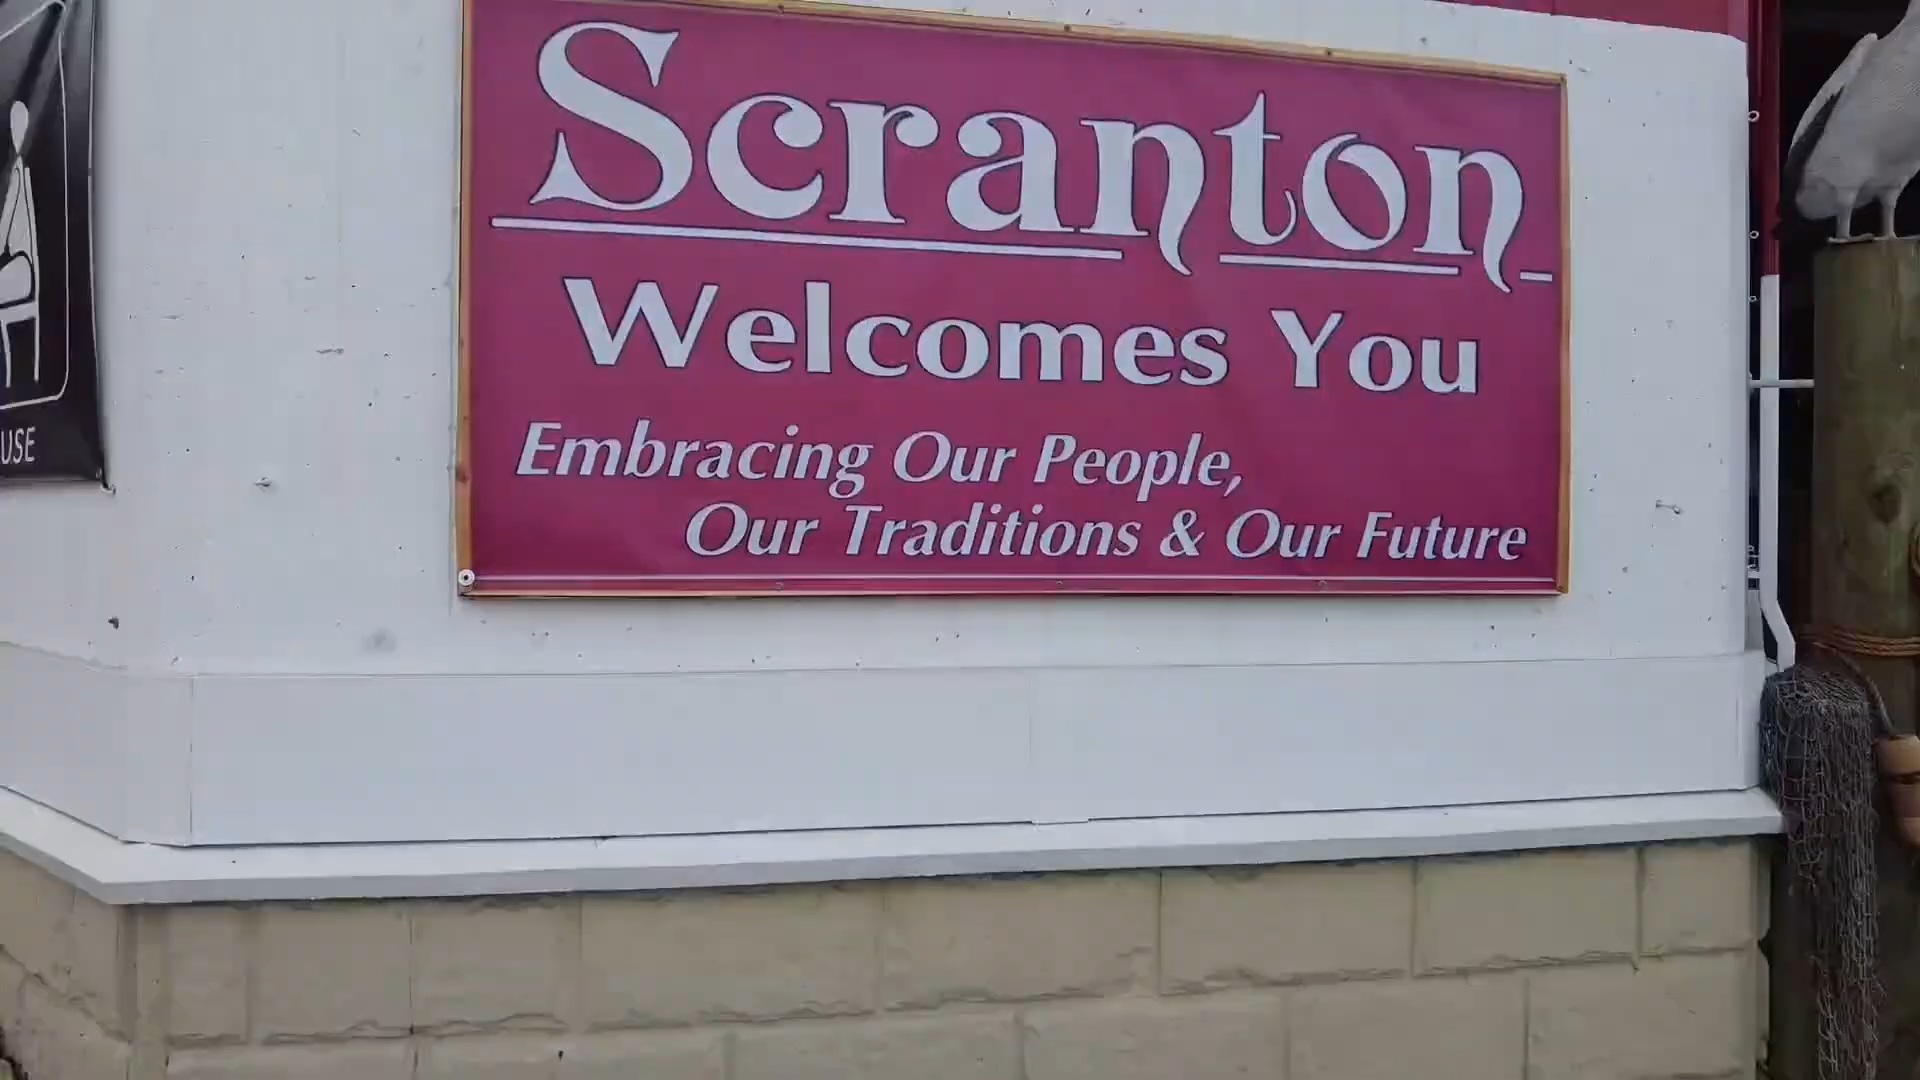 Scranton
Welcomes You
Embracing Our People,
Our Traditions & Our Future
USE